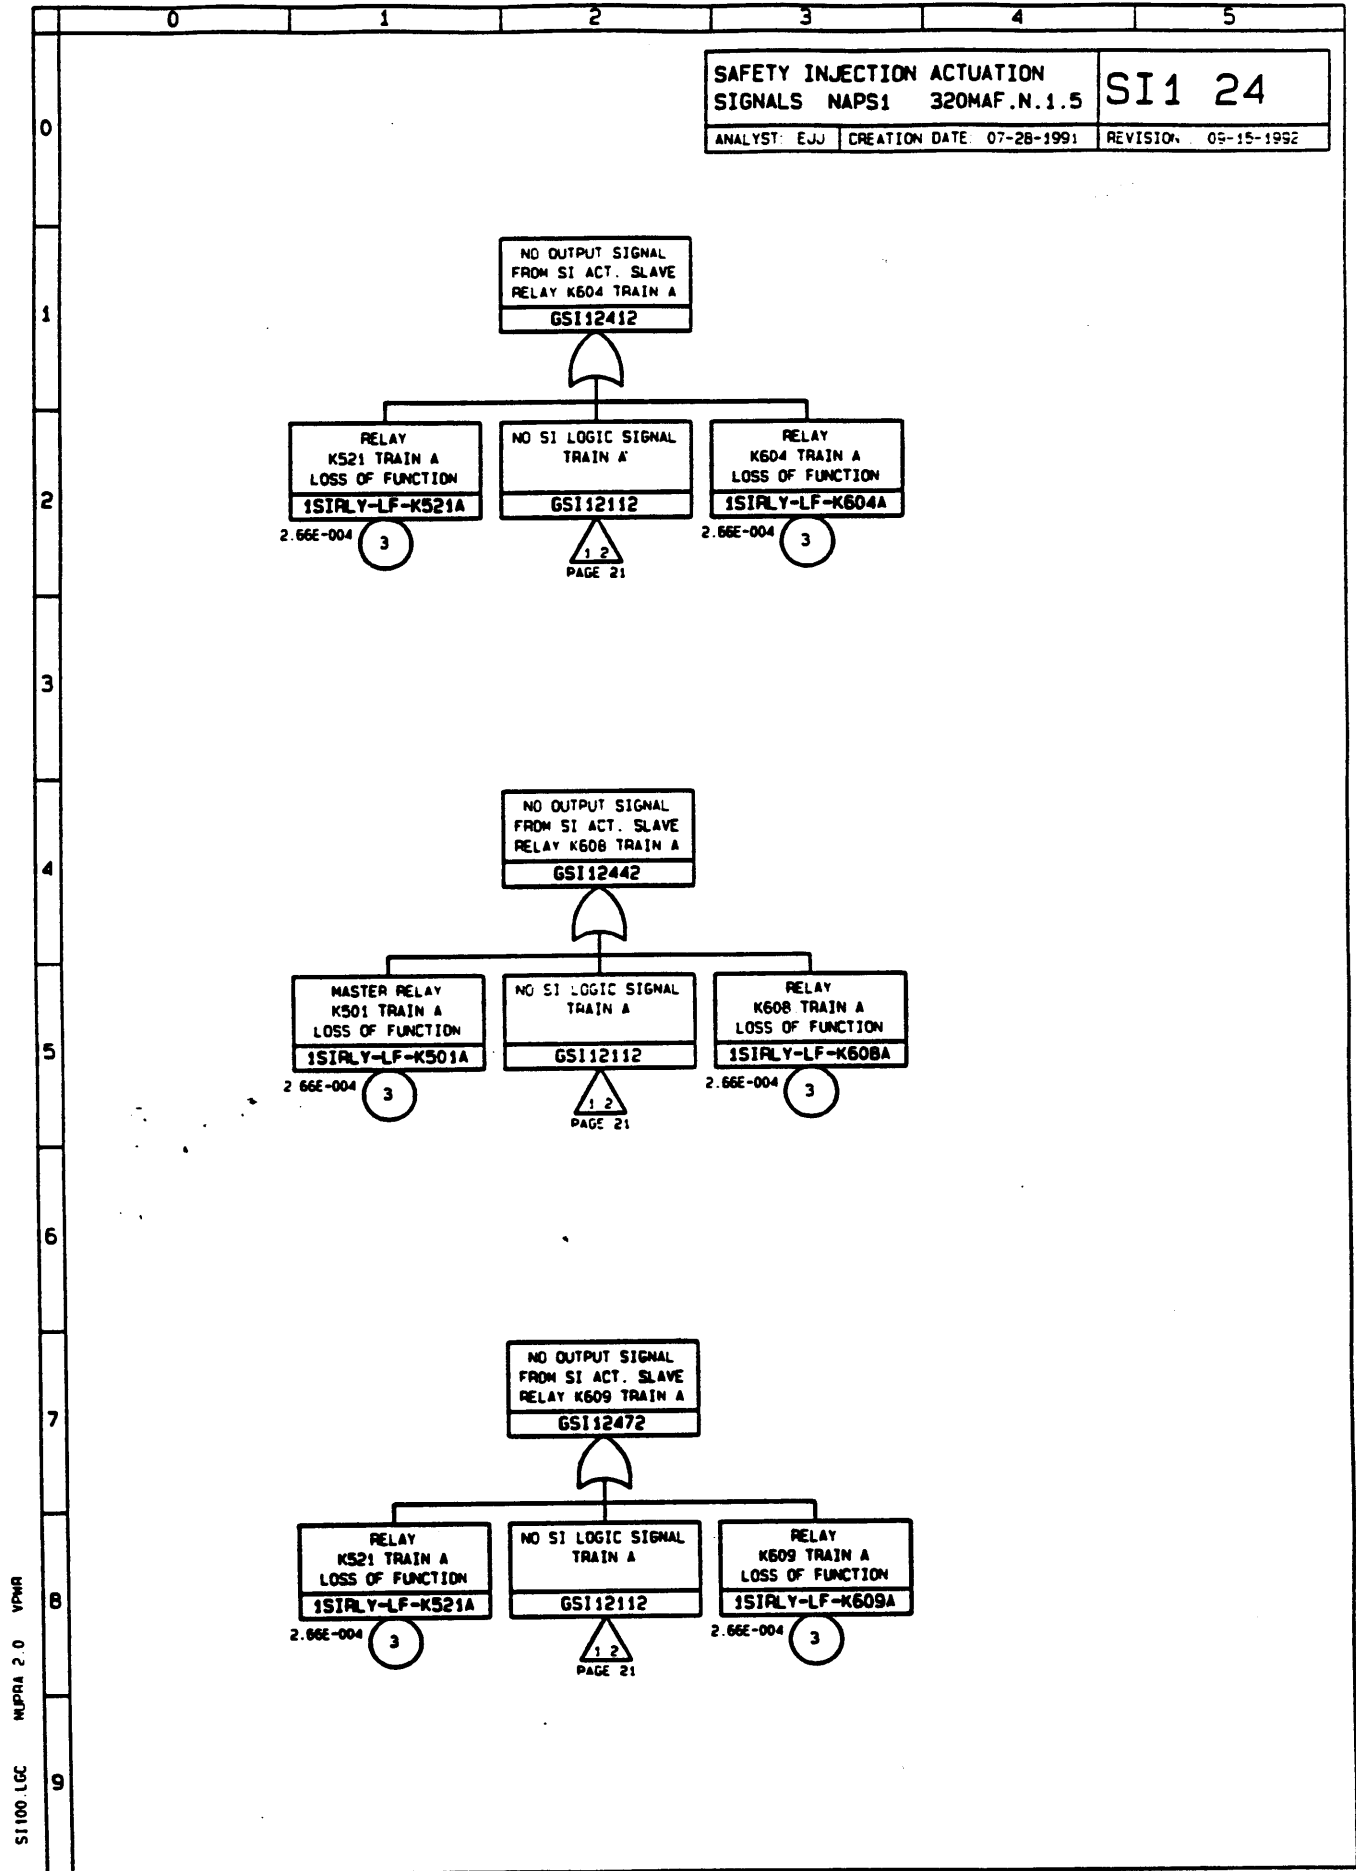 0 1 2 3 4 5
SAFETY INJECTION ACTUATION
SIGNALS NAPS1 320MAF.N.1.5
SI1 24
ANALYST: EJJ CREATION DATE: 07-28-1991 REVISION: 09-15-1992
0
NO OUTPUT SIGNAL
FROM SI ACT. SLAVE
RELAY K604 TRAIN A
GSI12412
1
RELAY
K521 TRAIN A
LOSS OF FUNCTION
1SIRLY-LF-K521A
2.66E-004
3
NO SI LOGIC SIGNAL
TRAIN A
GSI12112
1 2
PAGE 21
RELAY
K604 TRAIN A
LOSS OF FUNCTION
1SIRLY-LF-K604A
2.66E-004
3
2
3
NO OUTPUT SIGNAL
FROM SI ACT. SLAVE
RELAY K608 TRAIN A
GSI12442
4
MASTER RELAY
K501 TRAIN A
LOSS OF FUNCTION
1SIRLY-LF-K501A
2 66E-004
3
NO SI LOGIC SIGNAL
TRAIN A
GSI12112
1 2
PAGE 21
RELAY
K608 TRAIN A
LOSS OF FUNCTION
1SIRLY-LF-K608A
2.66E-004
3
5
6
NO OUTPUT SIGNAL
FROM SI ACT. SLAVE
RELAY K609 TRAIN A
GSI12472
7
RELAY
K521 TRAIN A
LOSS OF FUNCTION
1SIRLY-LF-K521A
2.66E-004
3
NO SI LOGIC SIGNAL
TRAIN A
GSI12112
1 2
PAGE 21
RELAY
K609 TRAIN A
LOSS OF FUNCTION
1SIRLY-LF-K609A
2.66E-004
3
8
9
SI100.LGC NUPRA 2.0 VPWR